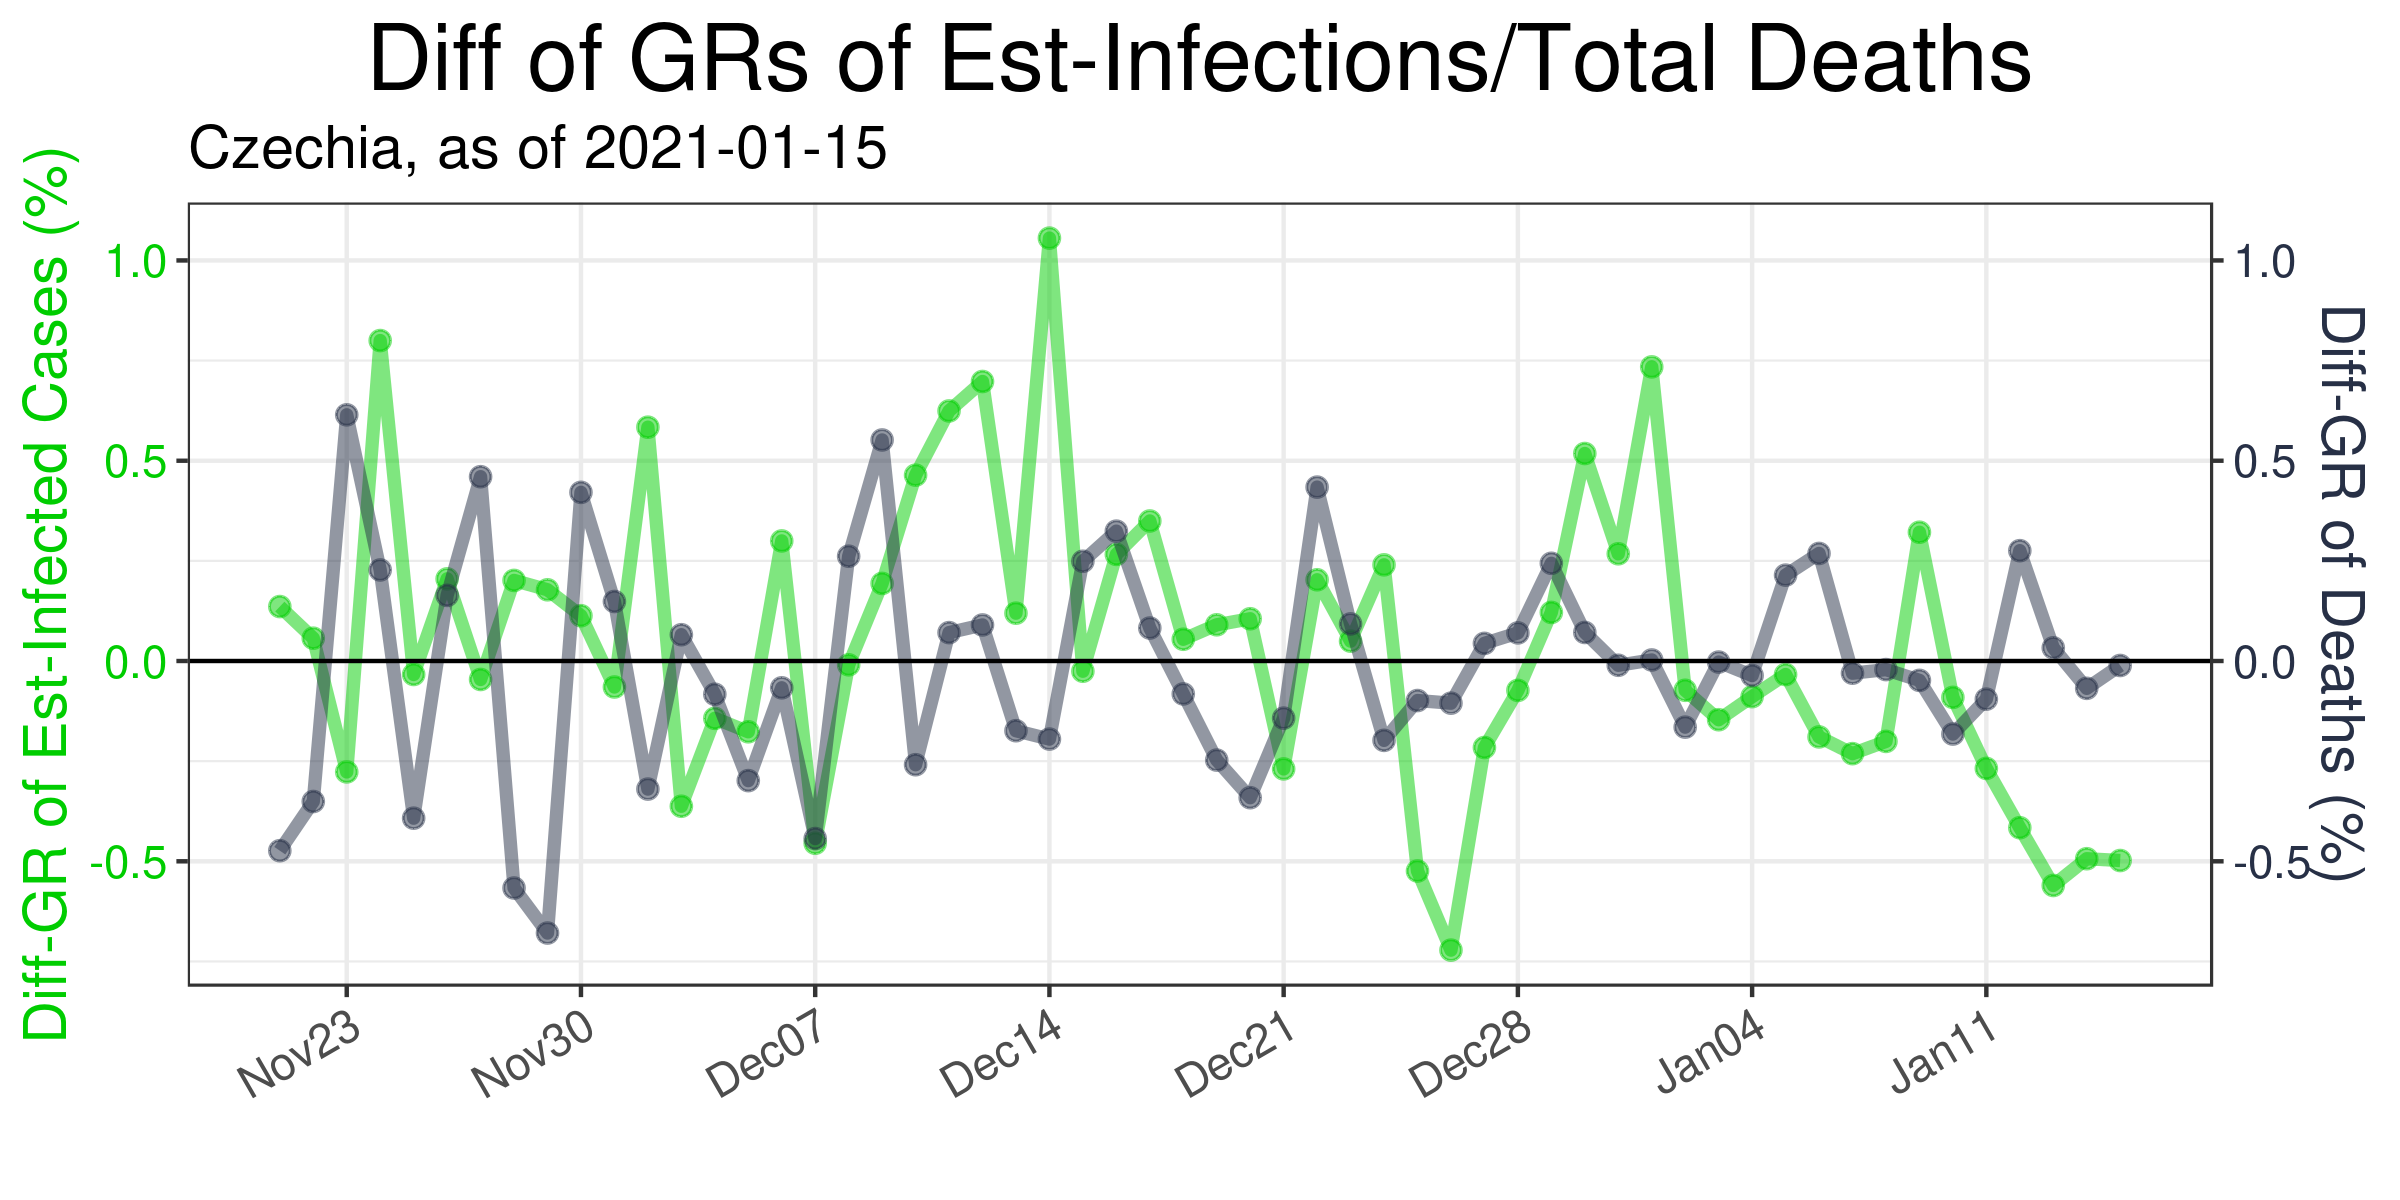 Diff of GRs of Est-Infections/Total Deaths
Czechia, as of 2021-01-15
Diff-GR of Est-Infected Cases (%)
1.0
0.5
0.0
-0.5
1.0
0.5
0.0
-0.5
Diff-GR of Deaths (%)
Nov23
Nov30
Dec07
Dec14
Dec21
Dec28
Jan04
Jan11